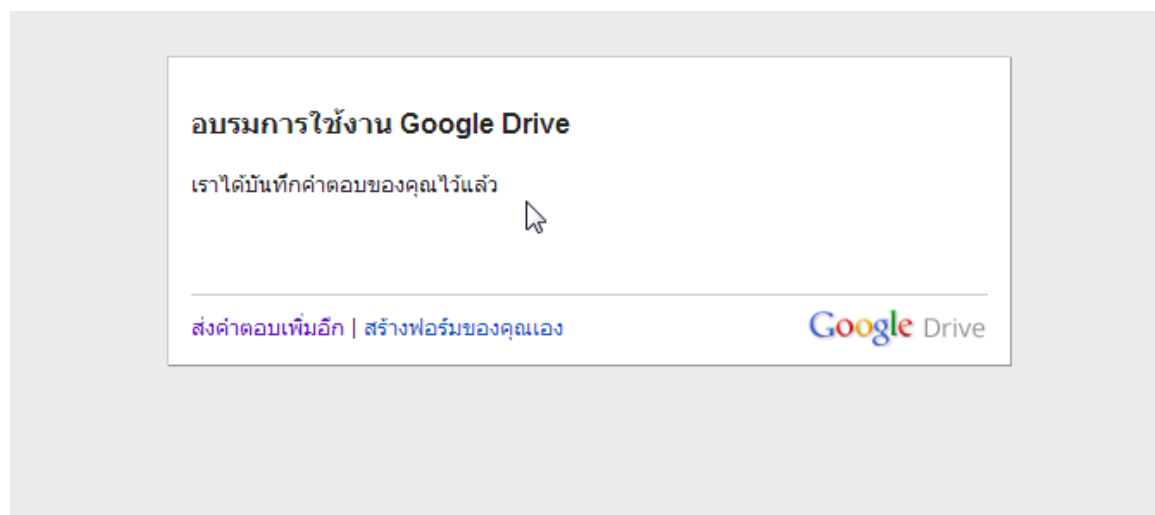 อบรมการใช้งาน Google Drive
เราได้บันทึกคำตอบของคุณไว้แล้ว
ส่งคำตอบเพิ่มอีก | สร้างฟอร์มของคุณเอง
Google Drive